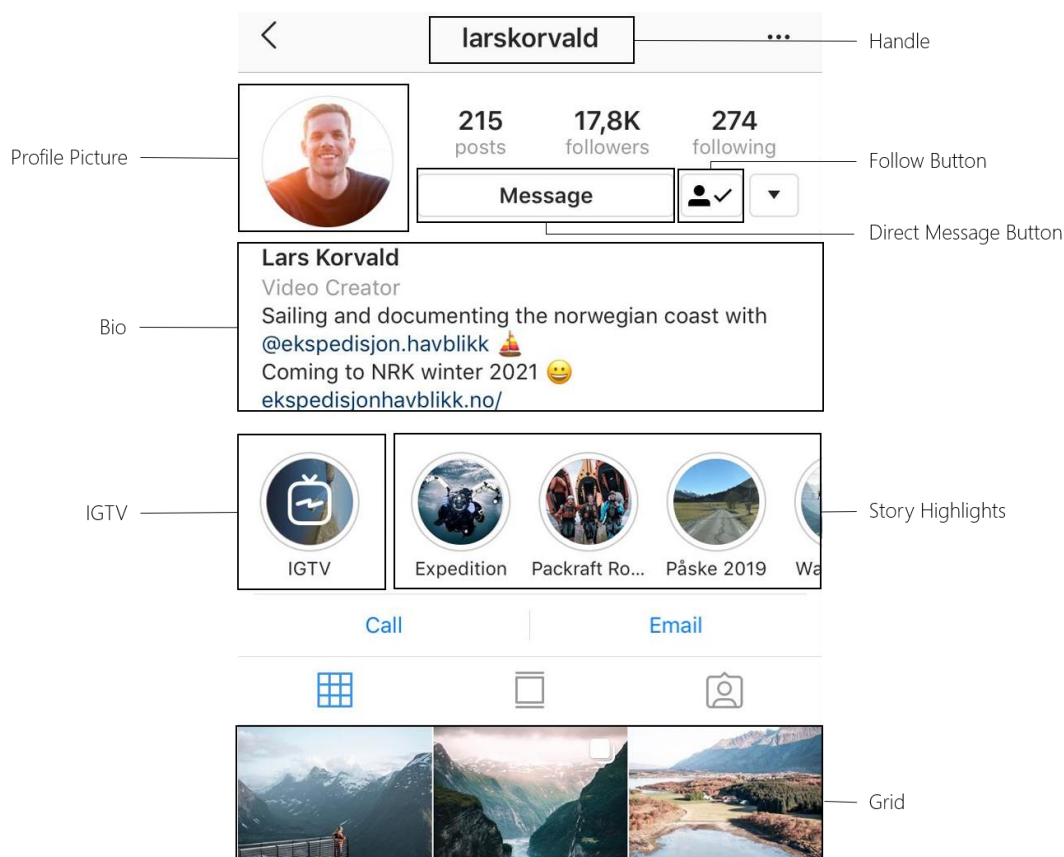 larskorvald
Handle
215 17,8K 274
posts followers following
Profile Picture
Follow Button
Message
Direct Message Button
Lars Korvald
Video Creator
Sailing and documenting the norwegian coast with
@ekspedisjon.havblikk
Bio
Coming to NRK winter 2021
ekspedisjonhavblikk.no/
IGTV
Story Highlights
IGTV Expedition Packraft Ro... Påske 2019 Wa
Call Email
Grid